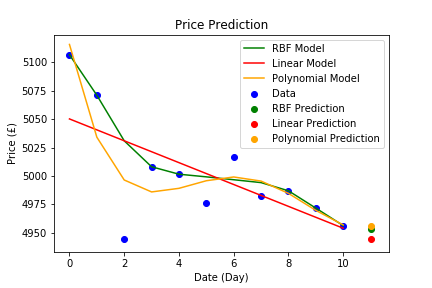 Price Prediction
Price (£)
5100
5075
5050
5025
5000
4975
4950
0
2
4
6
8
10
Date (Day)
RBF Model
Linear Model
Polynomial Model
Data
RBF Prediction
Linear Prediction
Polynomial Prediction